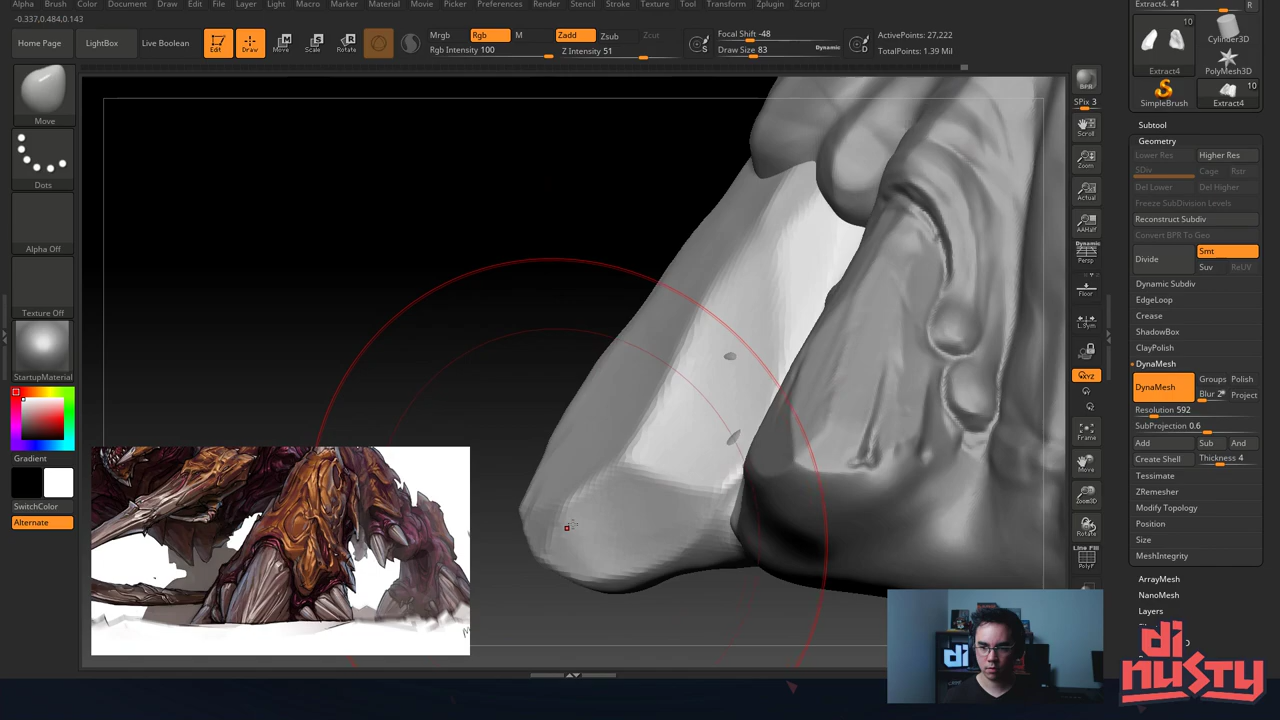 Alpha Brush Color Document Draw Edit File Layer Light Macro Marker Material Movie Picker Preferences Render Stencil Stroke Texture Tool Transform Zplugin Zscript
-0.337,0.484,0.143
Home Page LightBox Live Boolean Edit Draw Move Scale Rotate
Mrgb Rgb M Zadd Zsub Zcut
Rgb Intensity 100 Z Intensity 51
Focal Shift -48
Draw Size 83 Dynamic
S
D
ActivePoints: 27,222
TotalPoints: 1.39 Mil
Move
Dots
Alpha Off
Texture Off
StartupMaterial
Gradient
SwitchColor
Alternate
BPR
SPix 3
Scroll
Zoom
Actual
AAHalf
Dynamic
Persp
Floor
L.Sym
XYZ
Frame
Move
Zoom3D
Rotate
Line Fill
PolyF
Extract4. 41 R
10
Extract4
Cylinder3D
PolyMesh3D
SimpleBrush
10
Extract4
Subtool
Geometry
Lower Res Higher Res
SDiv Cage Rstr
Del Lower Del Higher
Freeze SubDivision Levels
Reconstruct Subdiv
Convert BPR To Geo
Divide Smt
Suv ReUV
Dynamic Subdiv
EdgeLoop
Crease
ShadowBox
ClayPolish
DynaMesh
DynaMesh Groups Polish
Blur 2 Project
Resolution 592
SubProjection 0.6
Add Sub And
Create Shell Thickness 4
Tessimate
ZRemesher
Modify Topology
Position
Size
MeshIntegrity
ArrayMesh
NanoMesh
Layers
di
di
nusty